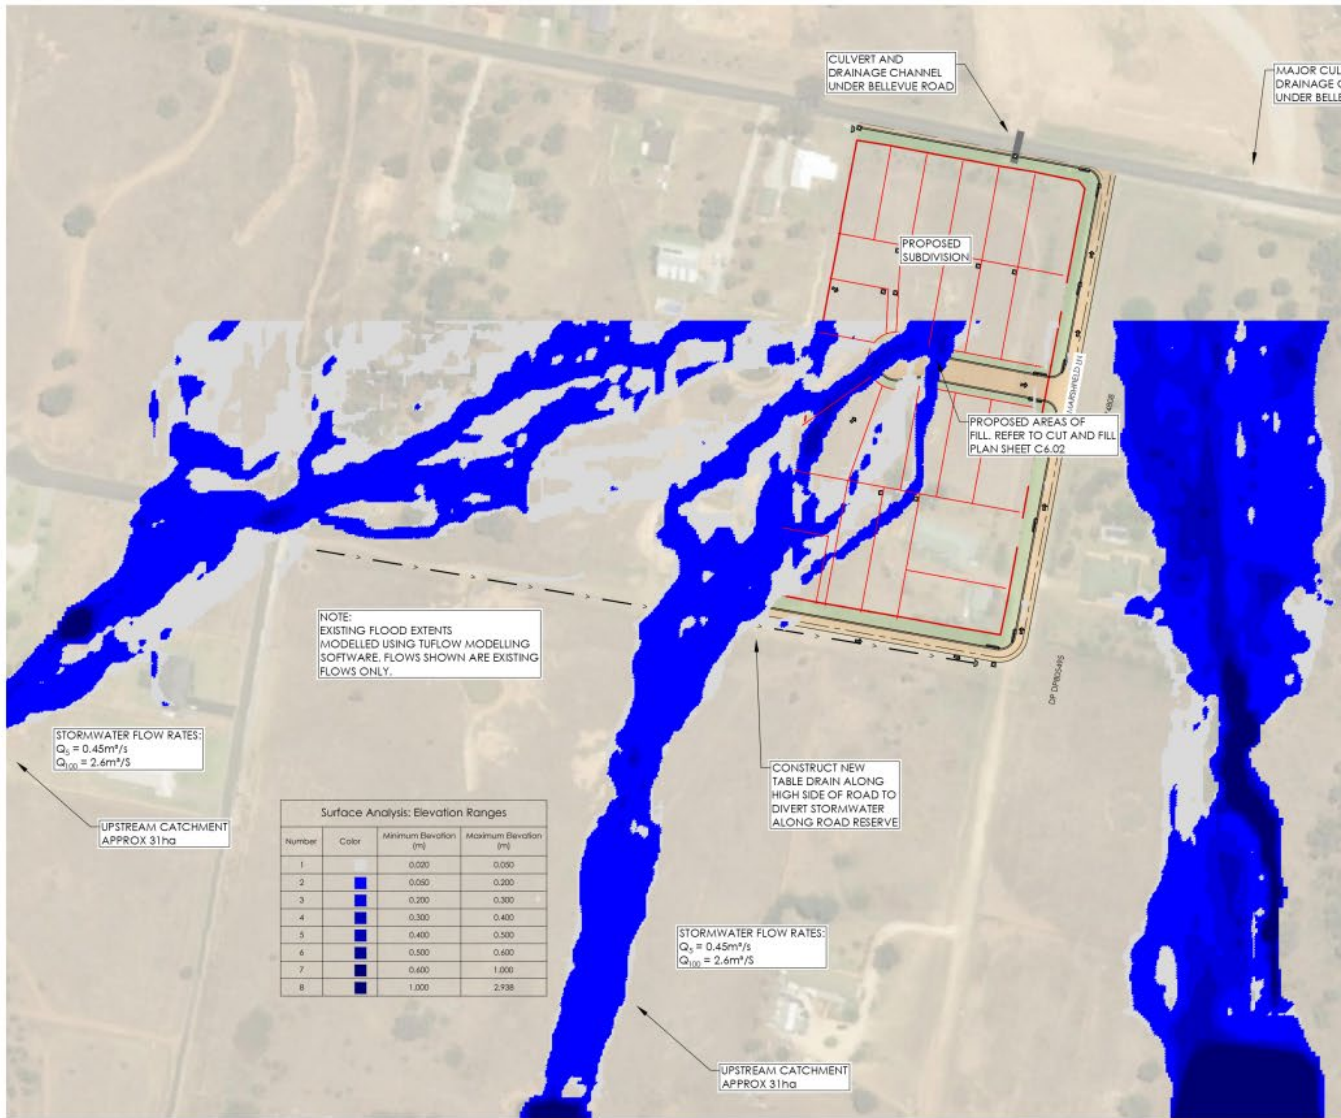 CULVERT AND
DRAINAGE CHANNEL
UNDER BELLEVUE ROAD
MAJOR CUL
DRAINAGE
UNDER BELLE
PROPOSED
SUBDIVISION
MARSHFIELD LN
PROPOSED AREAS OF
FILL. REFER TO CUT AND FILL
PLAN SHEET C6.02
NOTE:
EXISTING FLOOD EXTENTS
MODELLED USING TUFLOW MODELLING
SOFTWARE. FLOWS SHOWN ARE EXISTING
FLOWS ONLY.
DP DP805495
STORMWATER FLOW RATES:
Q5 = 0.45m³/s
Q100 = 2.6m³/S
UPSTREAM CATCHMENT
APPROX 31ha
CONSTRUCT NEW
TABLE DRAIN ALONG
HIGH SIDE OF ROAD TO
DIVERT STORMWATER
ALONG ROAD RESERVE
Surface Analysis: Elevation Ranges
Number Color Minimum Elevation (m) Maximum Elevation (m)
1 0.020 0.050
2 0.050 0.200
3 0.200 0.300
4 0.300 0.400
5 0.400 0.500
6 0.500 0.600
7 0.600 1.000
8 1.000 2.938
STORMWATER FLOW RATES:
Q5 = 0.45m³/s
Q100 = 2.6m³/S
UPSTREAM CATCHMENT
APPROX 31ha